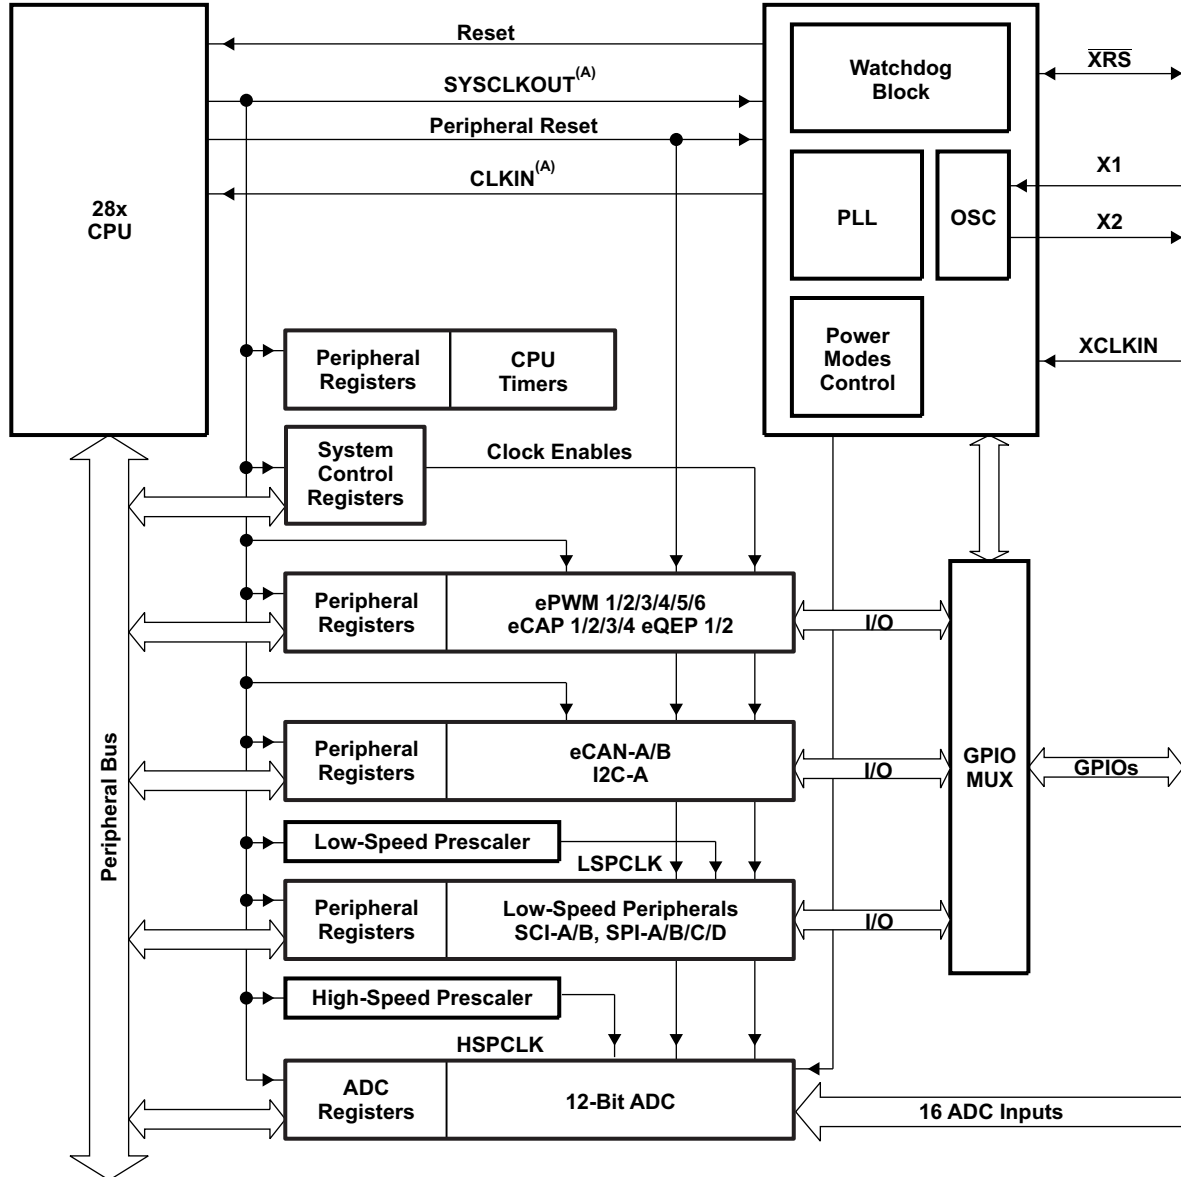 Reset
SYSCLKOUT(A)
Peripheral Reset
CLKIN(A)
28x
CPU
Watchdog
Block
PLL
OSC
Power
Modes
Control
XRS
X1
X2
XCLKIN
Peripheral
Registers
CPU
Timers
System
Control
Registers
Clock Enables
Peripheral
Registers
ePWM 1/2/3/4/5/6
eCAP 1/2/3/4 eQEP 1/2
I/O
Peripheral Bus
Peripheral
Registers
eCAN-A/B
I2C-A
I/O
GPIO
MUX
GPIOs
Low-Speed Prescaler
LSPCLK
Peripheral
Registers
Low-Speed Peripherals
SCI-A/B, SPI-A/B/C/D
I/O
High-Speed Prescaler
HSPCLK
ADC
Registers
12-Bit ADC
16 ADC Inputs